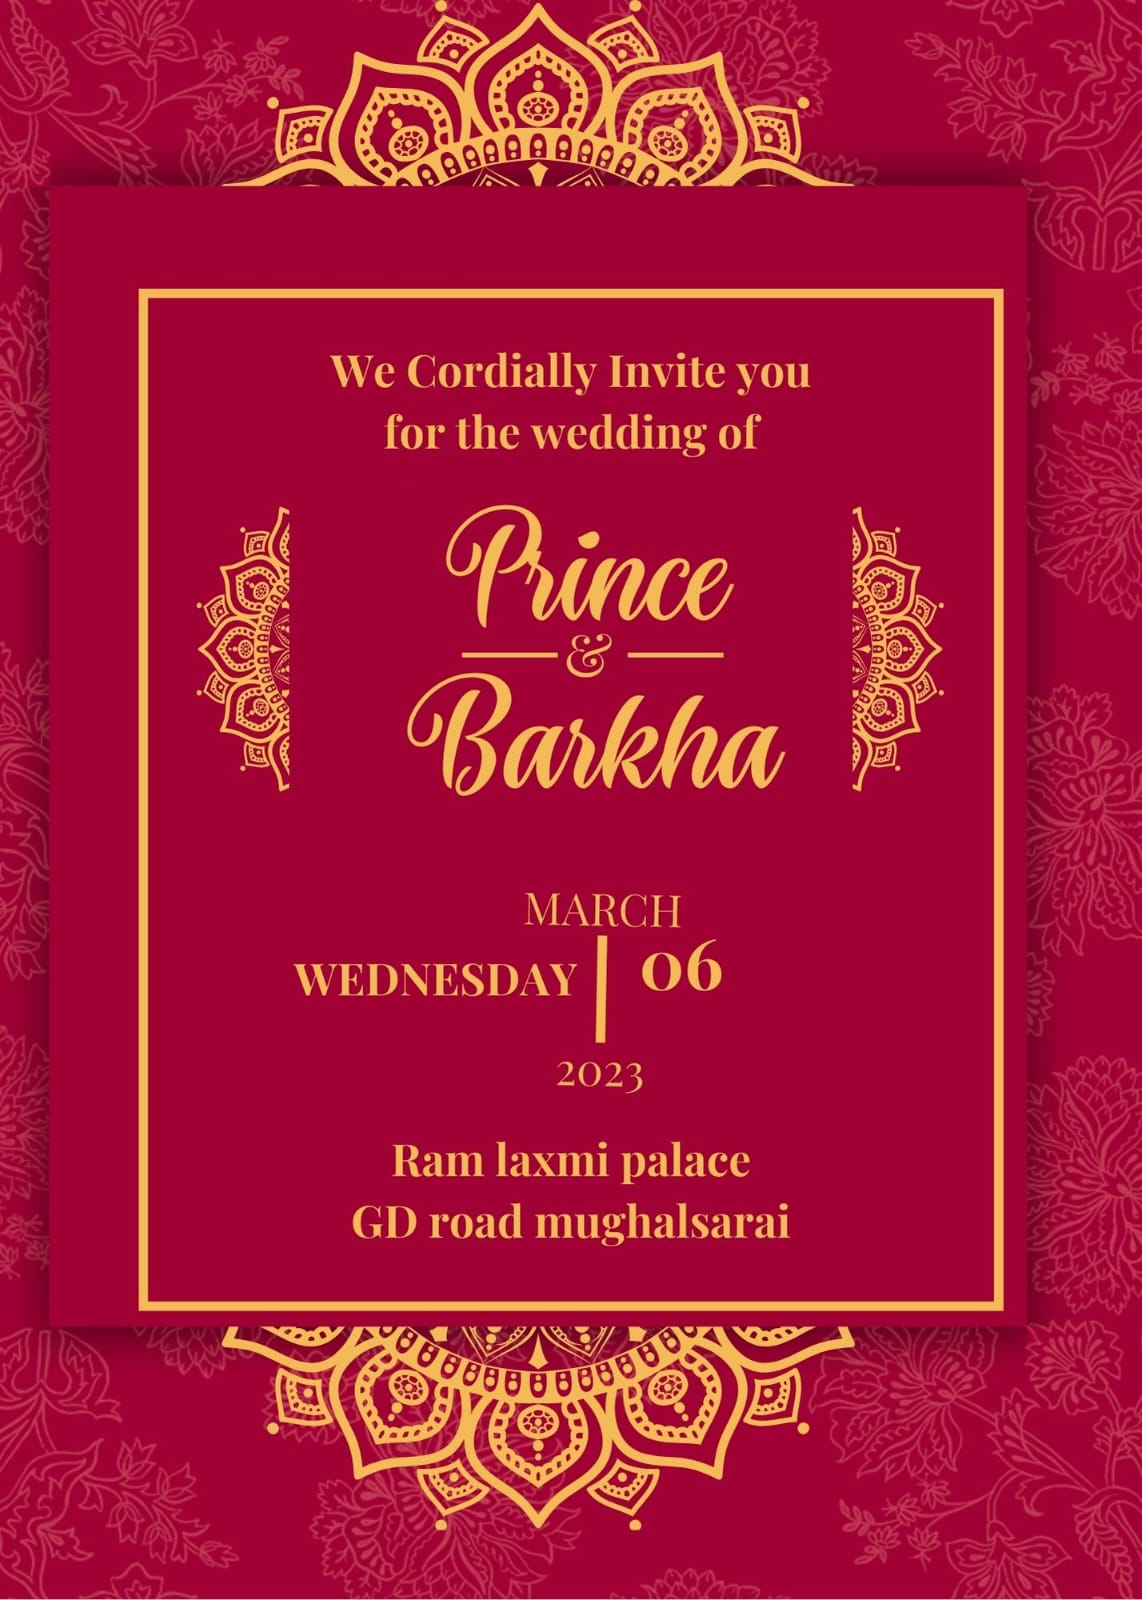 We Cordially Invite you
for the wedding of
Prince
&
Barkha
MARCH
WEDNESDAY | 06
2023
Ram laxmi palace
GD road mughalsarai